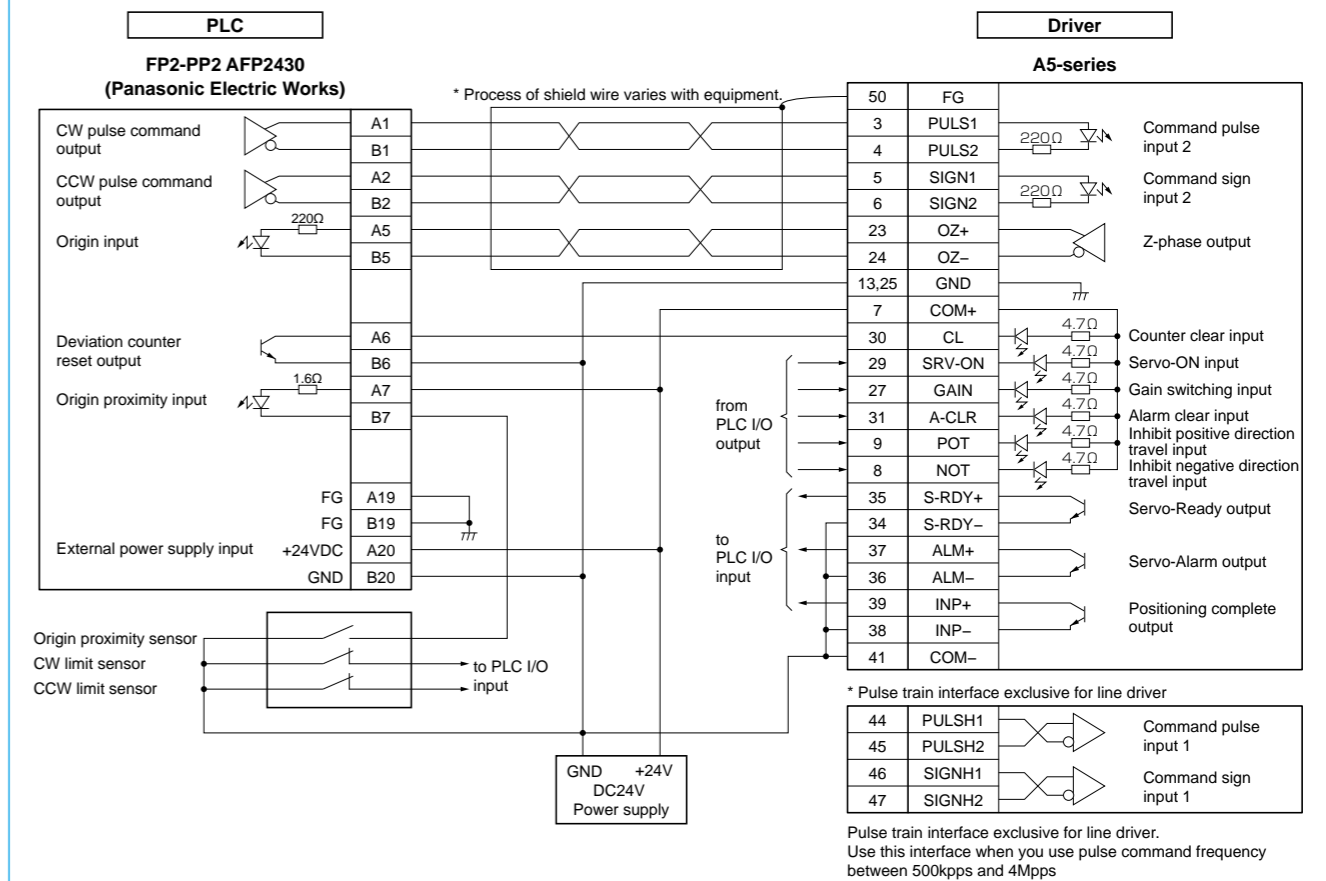 PLC
Driver
FP2-PP2 AFP2430
(Panasonic Electric Works)
A5-series
* Process of shield wire varies with equipment.
CW pulse command
output
A1
B1
CCW pulse command
output
A2
B2
Origin input
220Ω
A5
B5
Deviation counter
reset output
A6
B6
Origin proximity input
1.6Ω
A7
B7
FG A19
FG B19
External power supply input +24VDC A20
GND B20
Origin proximity sensor
CW limit sensor
CCW limit sensor
to PLC I/O
input
GND +24V
DC24V
Power supply
from
PLC I/O
output
to
PLC I/O
input
50 FG
3 PULS1
4 PULS2
220Ω
Command pulse
input 2
5 SIGN1
6 SIGN2
220Ω
Command sign
input 2
23 OZ+
24 OZ–
Z-phase output
13,25 GND
7 COM+
30 CL 4.7Ω Counter clear input
29 SRV-ON 4.7Ω Servo-ON input
27 GAIN 4.7Ω Gain switching input
31 A-CLR 4.7Ω Alarm clear input
9 POT 4.7Ω Inhibit positive direction
travel input
8 NOT 4.7Ω Inhibit negative direction
travel input
35 S-RDY+
34 S-RDY–
Servo-Ready output
37 ALM+
36 ALM–
Servo-Alarm output
39 INP+
38 INP–
Positioning complete
output
41 COM–
* Pulse train interface exclusive for line driver
44 PULSH1
45 PULSH2
Command pulse
input 1
46 SIGNH1
47 SIGNH2
Command sign
input 1
Pulse train interface exclusive for line driver.
Use this interface when you use pulse command frequency
between 500kpps and 4Mpps